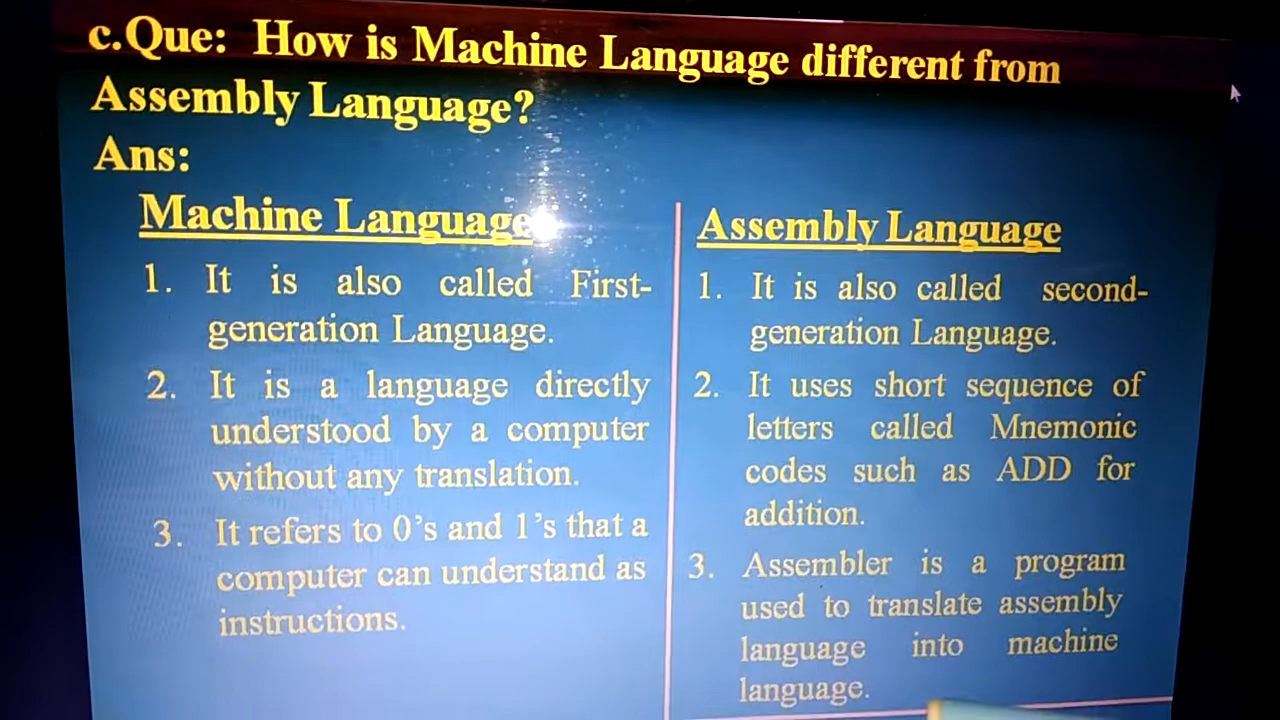 c.Que: How is Machine Language different from
Assembly Language?
Ans:
Machine Language
1. It is also called First-
generation Language.
2. It is a language directly
understood by a computer
without any translation.
3. It refers to 0's and 1's that a
computer can understand as
instructions.
Assembly Language
1. It is also called second-
generation Language.
2. It uses short sequence of
letters called Mnemonic
codes such as ADD for
addition.
3. Assembler is a program
used to translate assembly
language into machine
language.